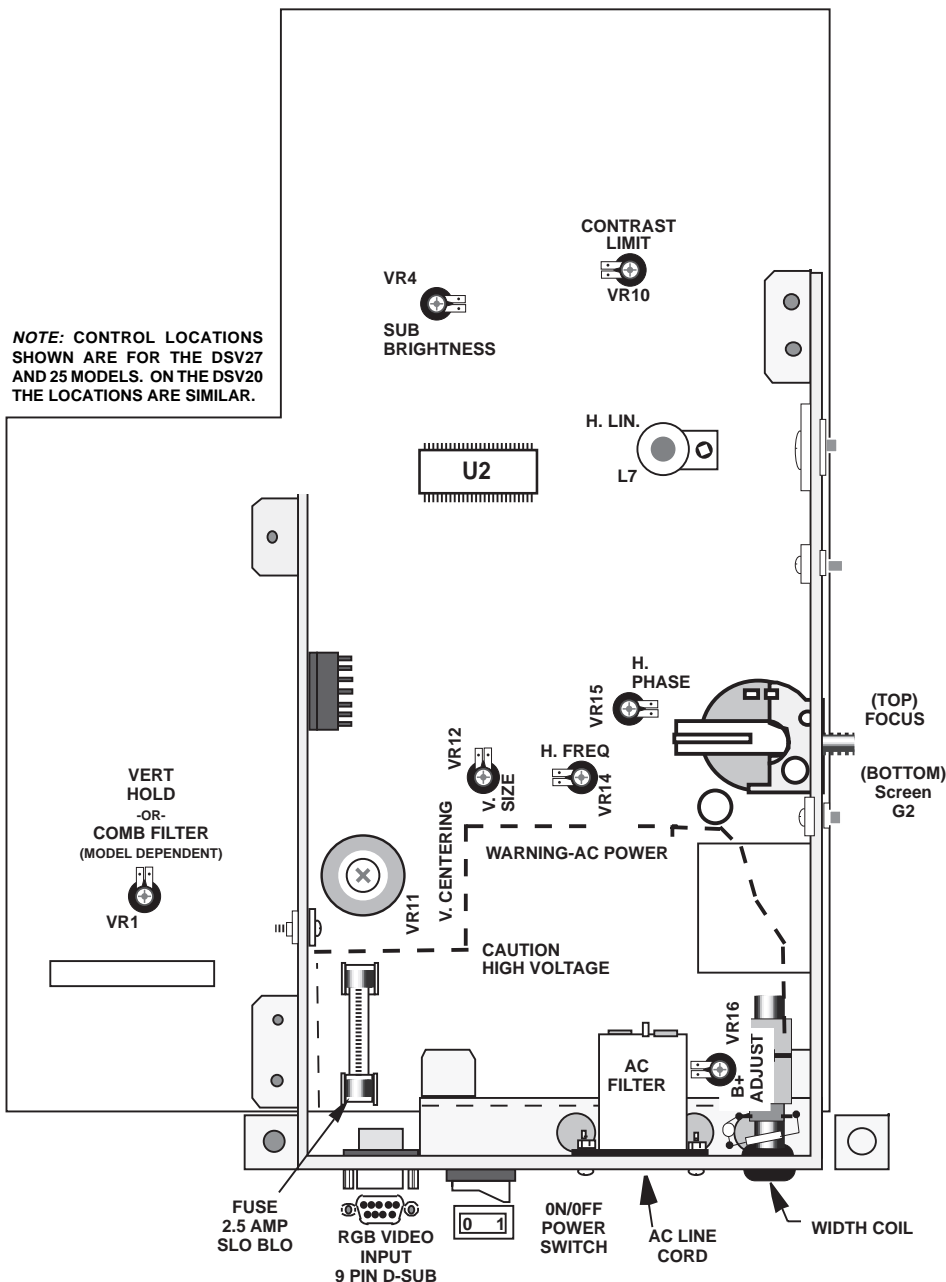 CONTRAST
LIMIT
VR10
VR4
SUB
BRIGHTNESS
NOTE: CONTROL LOCATIONS
SHOWN ARE FOR THE DSV27
AND 25 MODELS. ON THE DSV20
THE LOCATIONS ARE SIMILAR.
H. LIN.
L7
U2
H.
PHASE
VR15
(TOP)
FOCUS
(BOTTOM)
Screen
G2
VR12
V.
SIZE
H. FREQ
VR14
VERT
HOLD
-OR-
COMB FILTER
(MODEL DEPENDENT)
VR1
VR11
V. CENTERING
WARNING-AC POWER
CAUTION
HIGH VOLTAGE
VR16
B+
ADJUST
AC
FILTER
FUSE
2.5 AMP
SLO BLO
RGB VIDEO
INPUT
9 PIN D-SUB
0 1
0N/0FF
POWER
SWITCH
AC LINE
CORD
WIDTH COIL